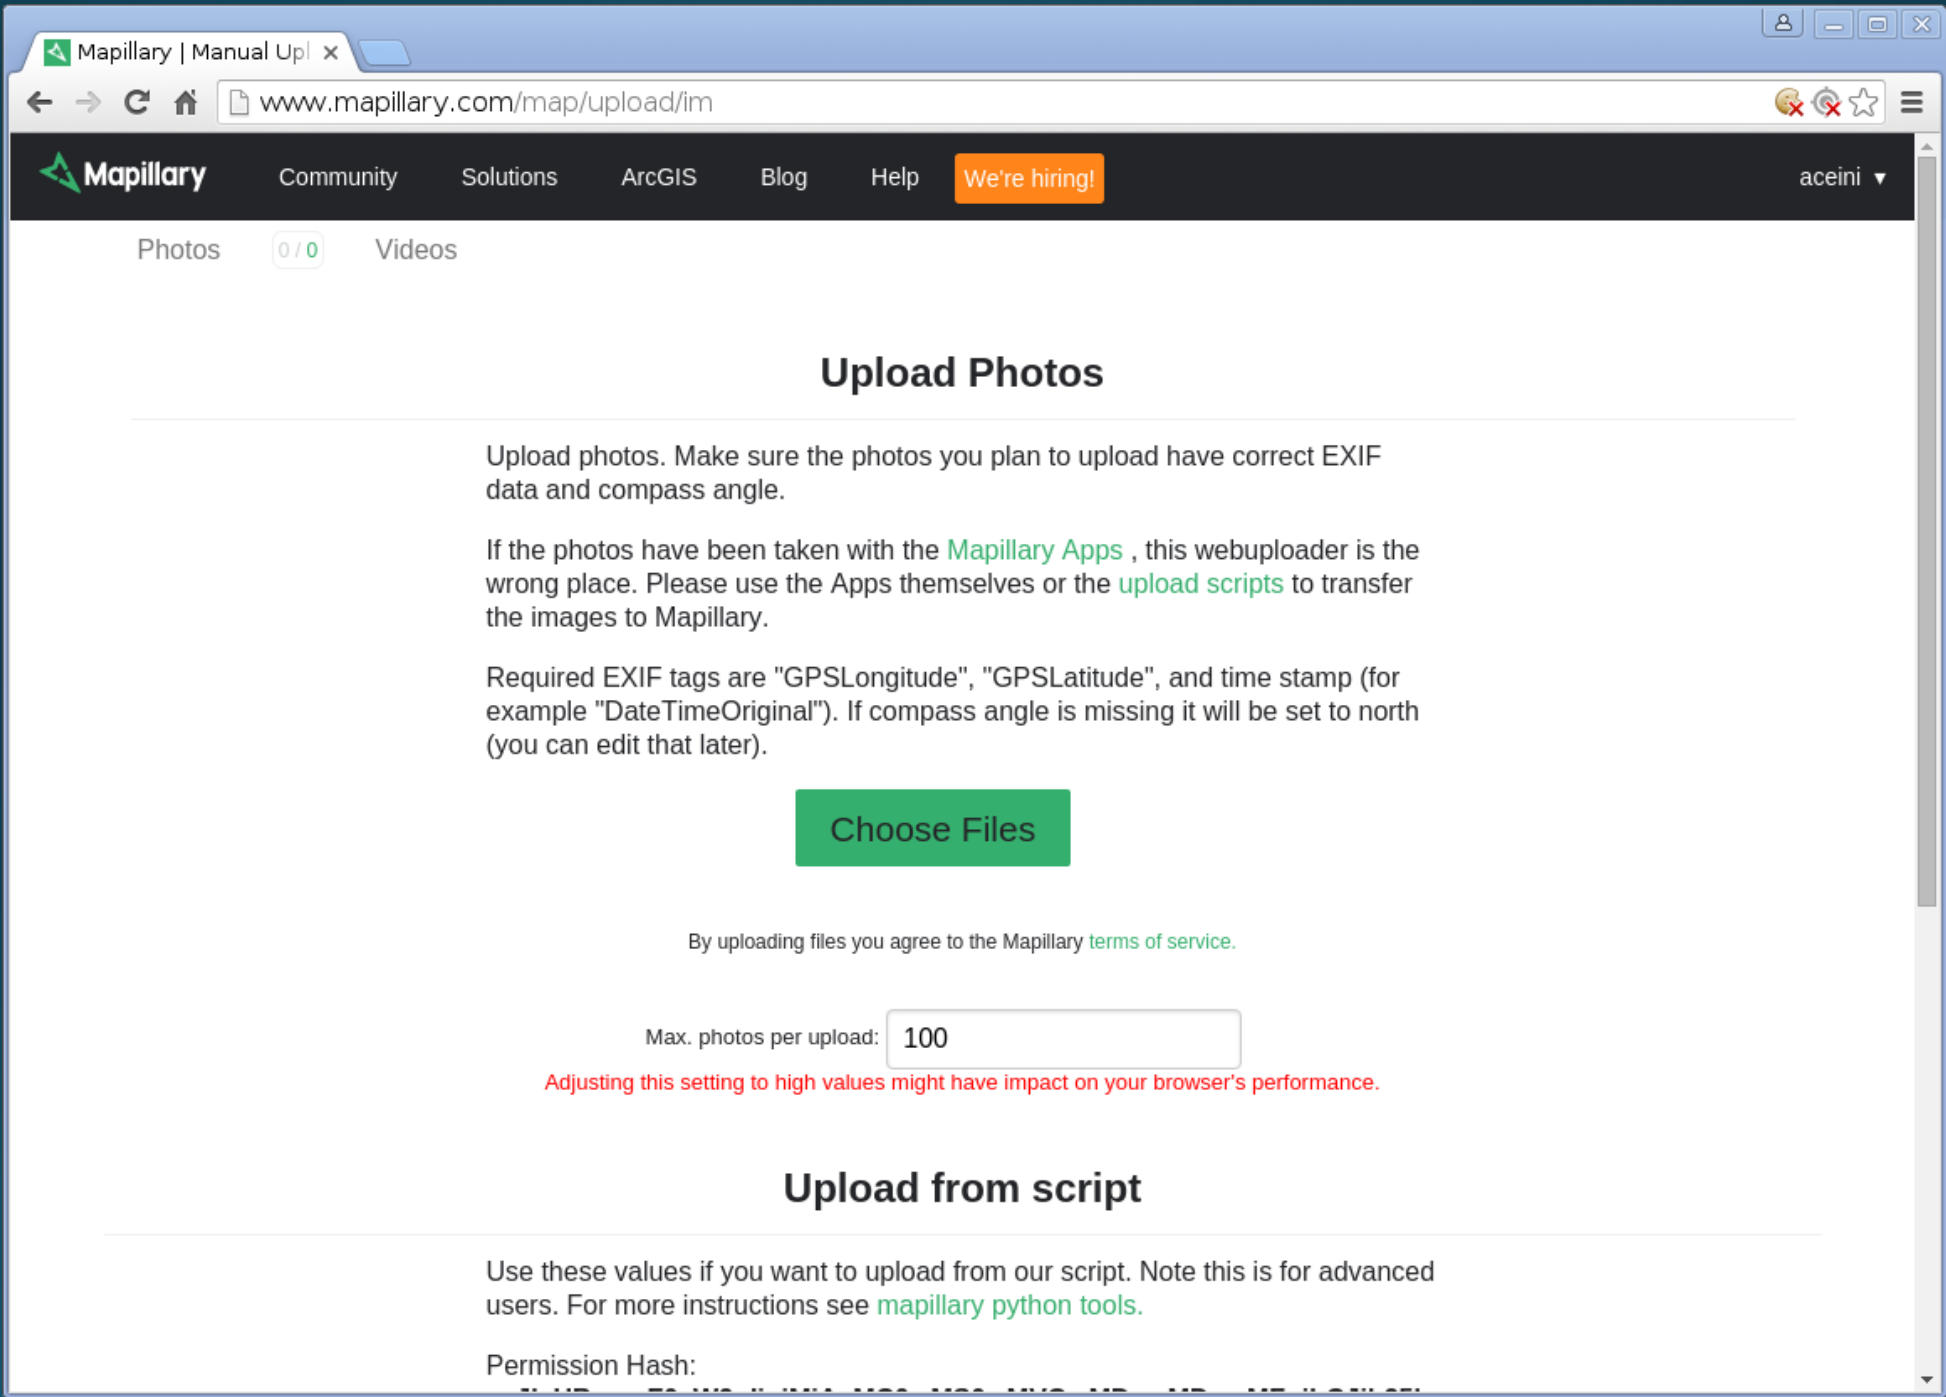 Mapillary | Manual Upl
www.mapillary.com/map/upload/im
Mapillary Community Solutions ArcGIS Blog Help We're hiring! aceini
Photos 0 / 0 Videos
Upload Photos
Upload photos. Make sure the photos you plan to upload have correct EXIF
data and compass angle.
If the photos have been taken with the Mapillary Apps , this webuploader is the
wrong place. Please use the Apps themselves or the upload scripts to transfer
the images to Mapillary.
Required EXIF tags are "GPSLongitude", "GPSLatitude", and time stamp (for
example "DateTimeOriginal"). If compass angle is missing it will be set to north
(you can edit that later).
Choose Files
By uploading files you agree to the Mapillary terms of service.
Max. photos per upload: 100
Adjusting this setting to high values might have impact on your browser's performance.
Upload from script
Use these values if you want to upload from our script. Note this is for advanced
users. For more instructions see mapillary python tools.
Permission Hash: